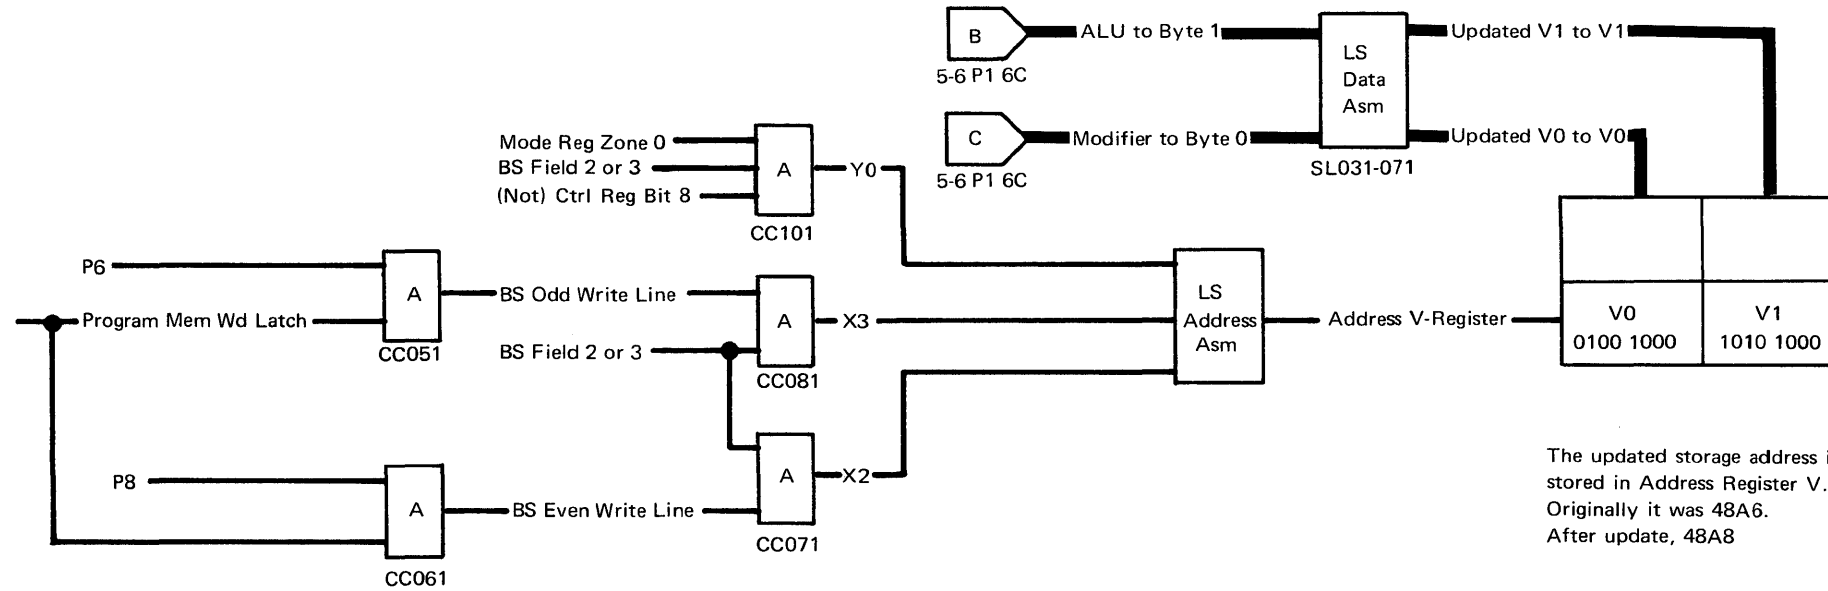 B
ALU to Byte 1
Updated V1 to V1
5-6 P1 6C
LS
Data
Asm
C
Modifier to Byte 0
Updated V0 to V0
5-6 P1 6C
SL031-071
Mode Reg Zone 0
BS Field 2 or 3
(Not) Ctrl Reg Bit 8
A
Y0
CC101
P6
Program Mem Wd Latch
A
CC051
BS Odd Write Line
BS Field 2 or 3
A
X3
CC081
LS
Address
Asm
Address V-Register
V0
0100 1000
V1
1010 1000
P8
A
CC061
BS Even Write Line
A
X2
CC071
The updated storage address i
stored in Address Register V.
Originally it was 48A6.
After update, 48A8